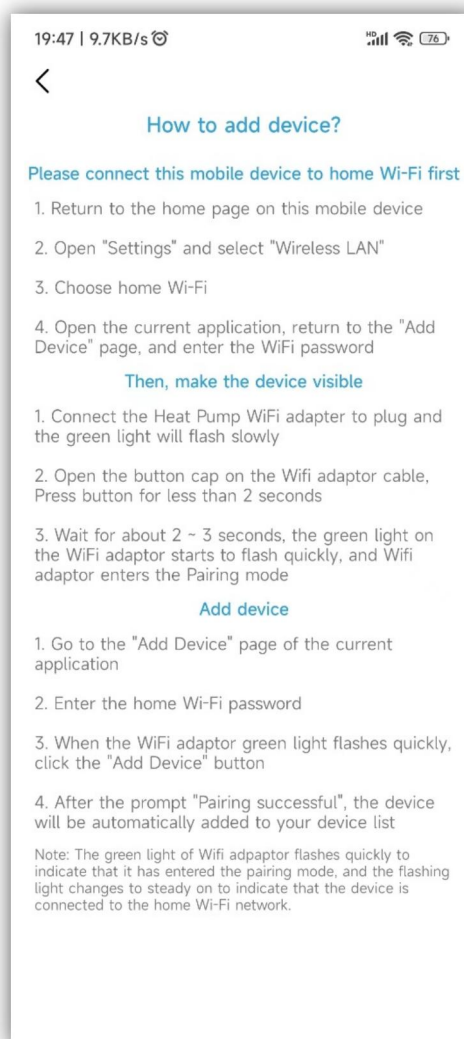 19:47 | 9.7KB/s
HD
76
How to add device?
Please connect this mobile device to home Wi-Fi first
1. Return to the home page on this mobile device
2. Open "Settings" and select "Wireless LAN"
3. Choose home Wi-Fi
4. Open the current application, return to the "Add
Device" page, and enter the WiFi password
Then, make the device visible
1. Connect the Heat Pump WiFi adapter to plug and
the green light will flash slowly
2. Open the button cap on the Wifi adaptor cable,
Press button for less than 2 seconds
3. Wait for about 2 ~ 3 seconds, the green light on
the WiFi adaptor starts to flash quickly, and Wifi
adaptor enters the Pairing mode
Add device
1. Go to the "Add Device" page of the current
application
2. Enter the home Wi-Fi password
3. When the WiFi adaptor green light flashes quickly,
click the "Add Device" button
4. After the prompt "Pairing successful", the device
will be automatically added to your device list
Note: The green light of Wifi adpaptor flashes quickly to
indicate that it has entered the pairing mode, and the flashing
light changes to steady on to indicate that the device is
connected to the home Wi-Fi network.